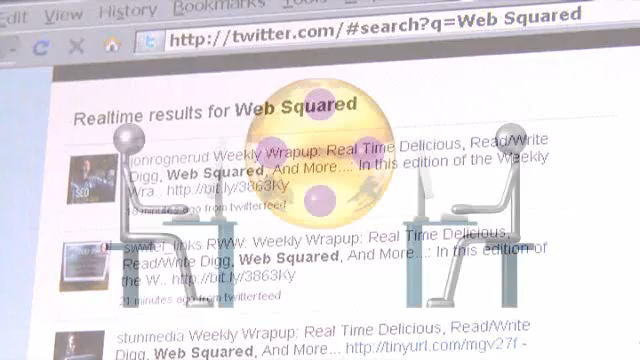 Edit View History Bookmarks Tools
http://twitter.com/#search?q=Web Squared
Realtime results for Web Squared
jonrognerud Weekly Wrapup: Real Time Delicious, Read/Write
Digg, Web Squared, And More...: In this edition of the Weekly
Wra.. http://bit.ly/3863Ky
18 minutes ago from twitterfeed
links RWW: Weekly Wrapup: Real Time Delicious,
Read/Write Digg, Web Squared, And More...: In this edition of
the W.. http://bit.ly/3863Ky
21 minutes ago from twitterfeed
stunmedia Weekly Wrapup: Real Time Delicious, Read/Write
Digg, Web Squared, And More...: http://tinyurl.com/mgv27f -